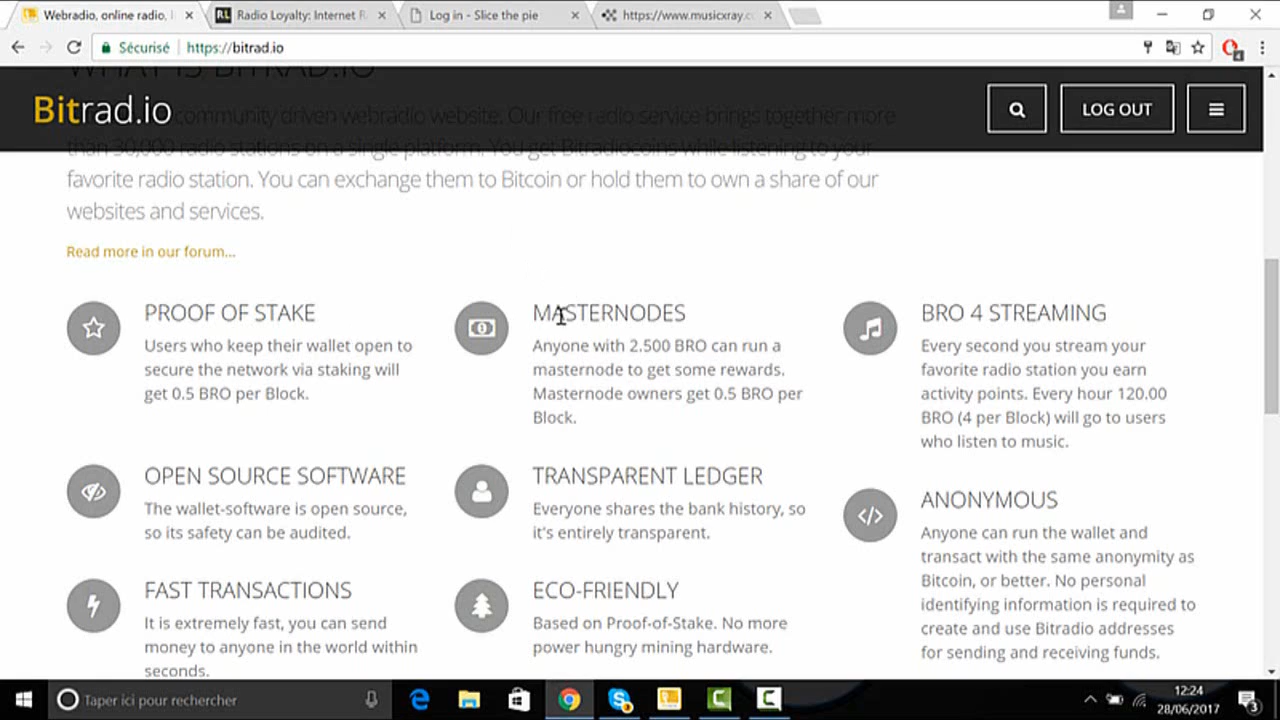 Webradio, online radio, I
Radio Loyalty: Internet R
Log in - Slice the pie
https://www.musicxray.c
Sécurisé
https://bitrad.io
4
WHAT IS BITRAD.IO
Bitrad.io
LOG OUT
community driven webradio website. Our free radio service brings together more
than 30,000 radio stations on a single platform. You get Bitradiocoins while listening to your
favorite radio station. You can exchange them to Bitcoin or hold them to own a share of our
websites and services.
Read more in our forum...
PROOF OF STAKE
Users who keep their wallet open to
secure the network via staking will
get 0.5 BRO per Block.
MASTERNODES
Anyone with 2.500 BRO can run a
masternode to get some rewards.
Masternode owners get 0.5 BRO per
Block.
BRO 4 STREAMING
Every second you stream your
favorite radio station you earn
activity points. Every hour 120.00
BRO (4 per Block) will go to users
who listen to music.
OPEN SOURCE SOFTWARE
The wallet-software is open source,
so its safety can be audited.
TRANSPARENT LEDGER
Everyone shares the bank history, so
it's entirely transparent.
ANONYMOUS
Anyone can run the wallet and
transact with the same anonymity as
Bitcoin, or better. No personal
identifying information is required to
create and use Bitradio addresses
for sending and receiving funds.
FAST TRANSACTIONS
It is extremely fast, you can send
money to anyone in the world within
seconds.
ECO-FRIENDLY
Based on Proof-of-Stake. No more
power hungry mining hardware.
Taper ici pour rechercher
12:24
28/06/2017
3